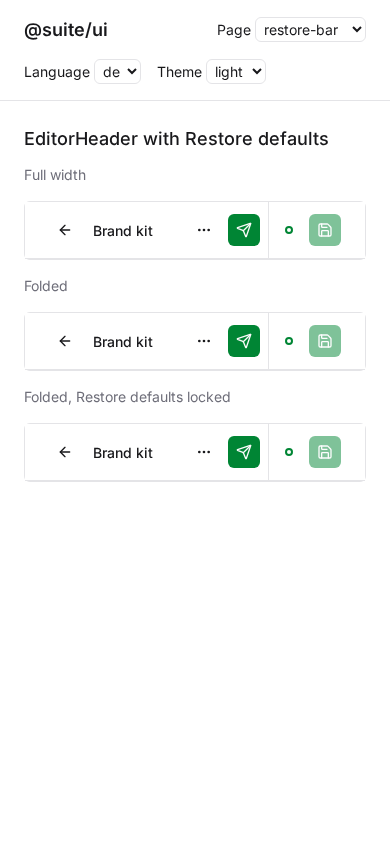 @suite/ui
Page restore-bar
Language de Theme light
EditorHeader with Restore defaults
Full width
Brand kit
Folded
Brand kit
Folded, Restore defaults locked
Brand kit